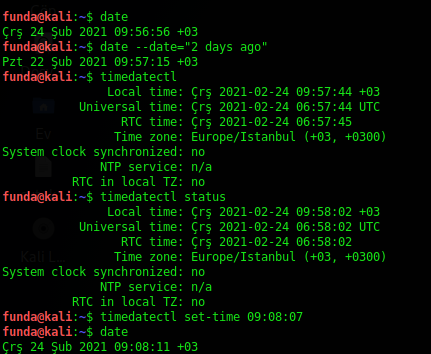 funda@kali:~$ date
Çrş 24 Şub 2021 09:56:56 +03
funda@kali:~$ date --date="2 days ago"
Pzt 22 Şub 2021 09:57:15 +03
funda@kali:~$ timedatectl
Local time: Çrş 2021-02-24 09:57:44 +03
Universal time: Çrş 2021-02-24 06:57:44 UTC
RTC time: Çrş 2021-02-24 06:57:45
Time zone: Europe/Istanbul (+03, +0300)
System clock synchronized: no
NTP service: n/a
RTC in local TZ: no
funda@kali:~$ timedatectl status
Local time: Çrş 2021-02-24 09:58:02 +03
Universal time: Çrş 2021-02-24 06:58:02 UTC
RTC time: Çrş 2021-02-24 06:58:02
Time zone: Europe/Istanbul (+03, +0300)
System clock synchronized: no
NTP service: n/a
RTC in local TZ: no
funda@kali:~$ timedatectl set-time 09:08:07
funda@kali:~$ date
Çrş 24 Şub 2021 09:08:11 +03
Ev